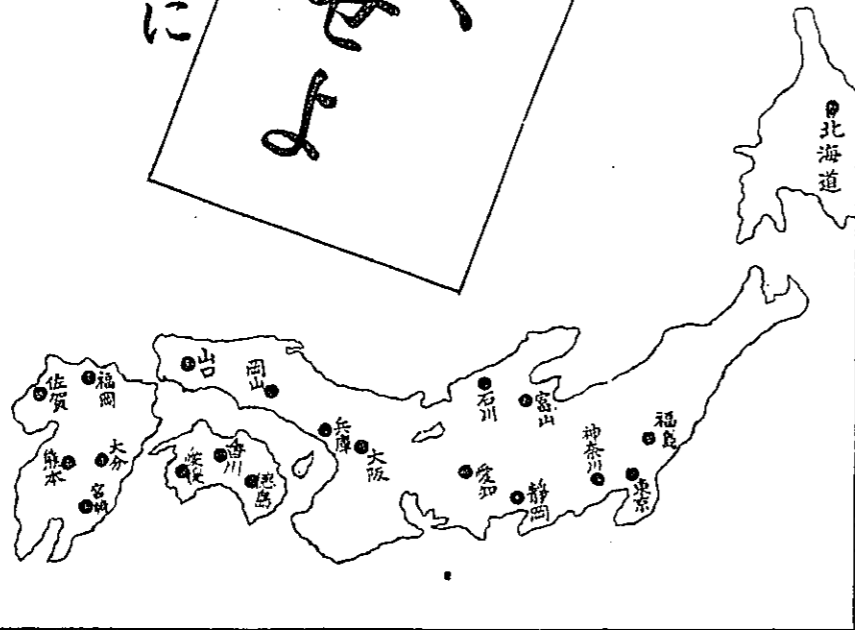 に
せよ
北海道
山口
岡山
佐賀
福岡
石川
富山
福島
兵庫
大阪
神奈川
熊本
大分
香川
愛媛
徳島
愛知
東京
静岡
宮崎